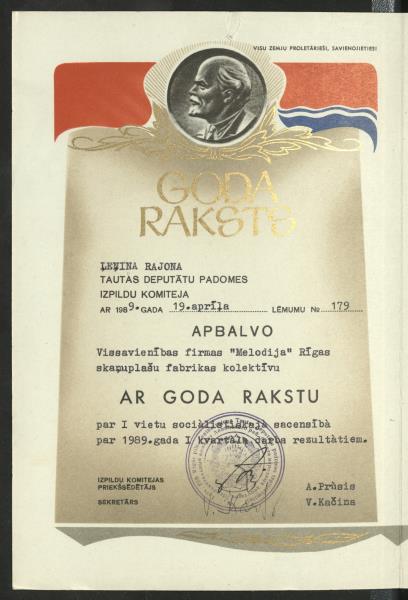 VISU ZEMJU PROLETĀRIEŠI, SAVIENOJIETIES!
GODA
RAKSTS
ĻEŅINA RAJONA
TAUTAS DEPUTĀTU PADOMES
IZPILDU KOMITEJA
AR 1989. GADA 19.aprīļa LĒMUMU № 179
APBALVO
Vissavienības firmas "Melodija" Rīgas
skaņuplašu fabrikas kolektīvu
AR GODA RAKSTU
par I vietu sociālistiskajā sacensībā
par 1989.gada I kvartāla darba rezultātiem.
IZPILDU KOMITEJAS
PRIEKŠSĒDĒTĀJS A.Prūsis
SEKRETĀRS V.Kačina